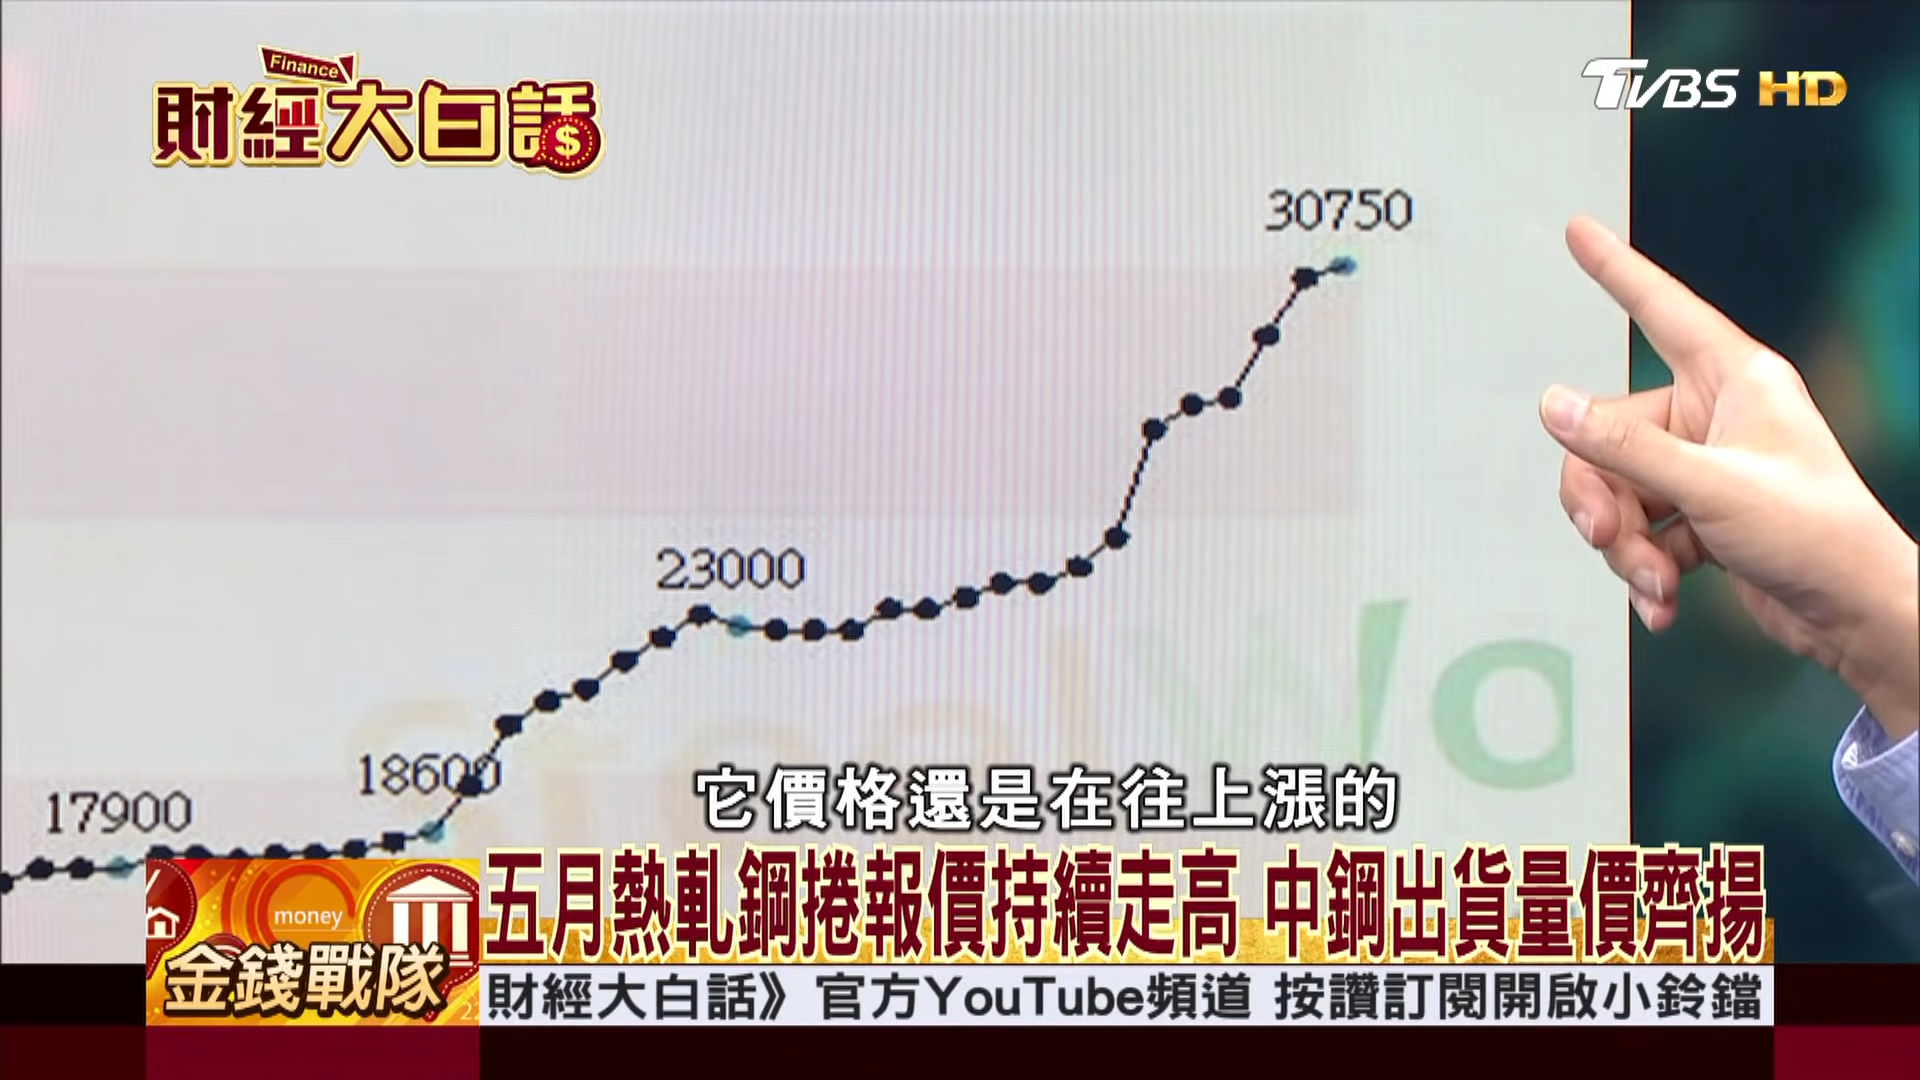 Finance
財經大白話
TVBS HD
30750
23000
18600
17900
它價格還是在往上漲的
五月熱軋鋼捲報價持續走高 中鋼出貨量價齊揚
money
金錢戰隊
財經大白話》官方YouTube頻道 按讚訂閱開啟小鈴鐺